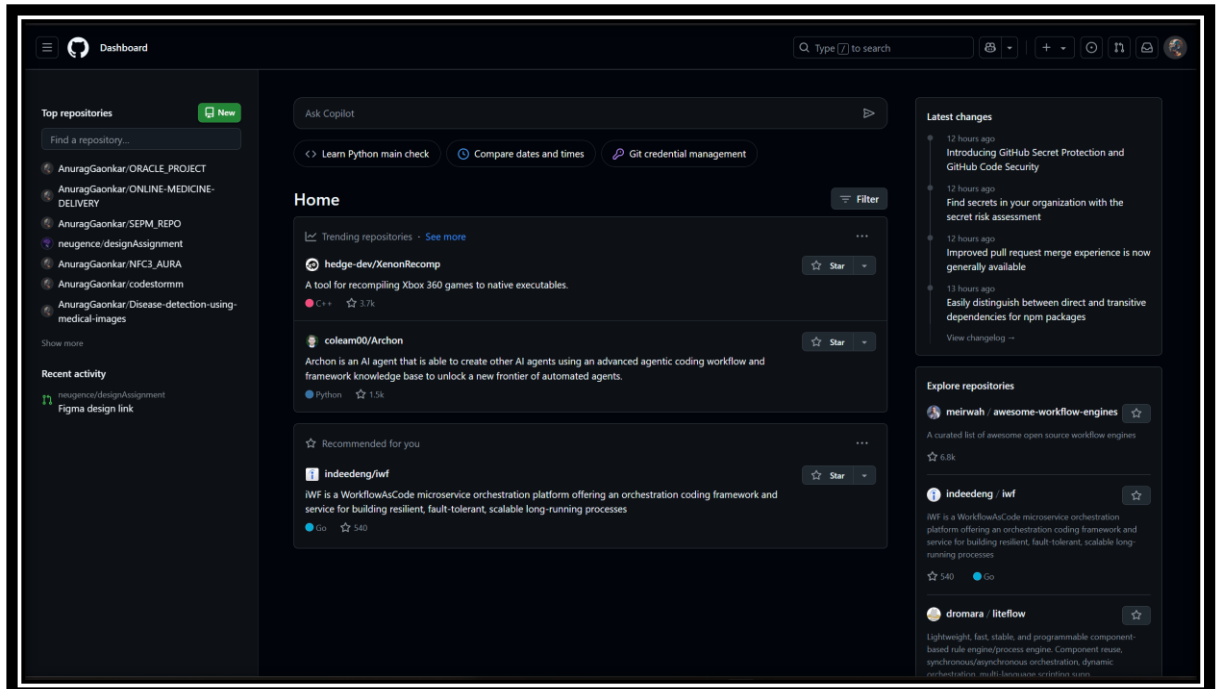 Dashboard
Type / to search
Top repositories
New
Find a repository...
AnuragGaonkar/ORACLE_PROJECT
AnuragGaonkar/ONLINE-MEDICINE-
DELIVERY
AnuragGaonkar/SEPM_REPO
neugence/designAssignment
AnuragGaonkar/NFC3_AURA
AnuragGaonkar/codestormm
AnuragGaonkar/Disease-detection-using-
medical-images
Show more
Recent activity
neugence/designAssignment
Figma design link
Ask Copilot
Learn Python main check
Compare dates and times
Git credential management
Home
Filter
Trending repositories · See more
hedge-dev/XenonRecomp
Star
A tool for recompiling Xbox 360 games to native executables.
C++ 3.7k
coleam00/Archon
Star
Archon is an AI agent that is able to create other AI agents using an advanced agentic coding workflow and
framework knowledge base to unlock a new frontier of automated agents.
Python 1.5k
Recommended for you
indeedeng/iwf
Star
iWF is a WorkflowAsCode microservice orchestration platform offering an orchestration coding framework and
service for building resilient, fault-tolerant, scalable long-running processes
Go 540
Latest changes
12 hours ago
Introducing GitHub Secret Protection and
GitHub Code Security
12 hours ago
Find secrets in your organization with the
secret risk assessment
12 hours ago
Improved pull request merge experience is now
generally available
13 hours ago
Easily distinguish between direct and transitive
dependencies for npm packages
View changelog →
Explore repositories
meirwah / awesome-workflow-engines
A curated list of awesome open source workflow engines
6.8k
indeedeng / iwf
iWF is a WorkflowAsCode microservice orchestration
platform offering an orchestration coding framework and
service for building resilient, fault-tolerant, scalable long-
running processes
540 Go
dromara / liteflow
Lightweight, fast, stable, and programmable component-
based rule engine/process engine. Component reuse,
synchronous/asynchronous orchestration, dynamic
orchestration, multi-language scripting supp